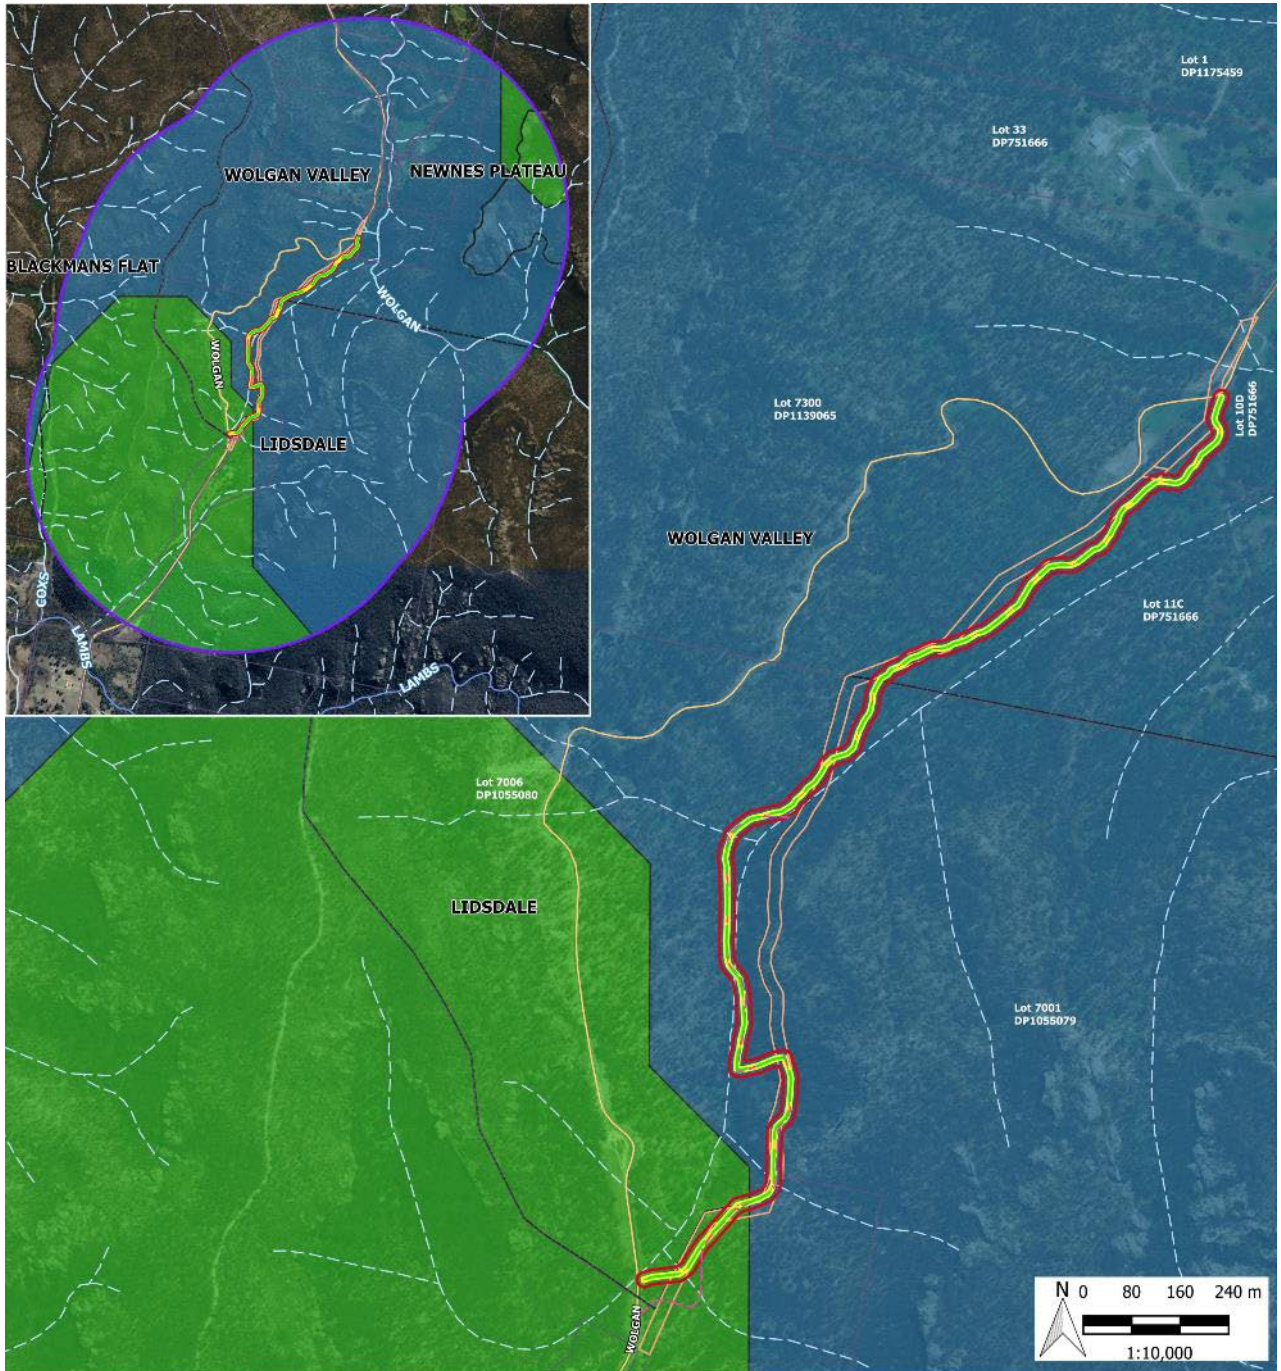 WOLGAN VALLEY
NEWNES PLATEAU
BLACKMANS FLAT
WOLGAN
WOLGAN
LIDSDALE
COXS
LAMBS
LAMBS
Lot 1
DP1175459
Lot 33
DP751666
Lot 10D
DP751666
Lot 7300
DP1139065
WOLGAN VALLEY
Lot 11C
DP751666
Lot 7006
DP1055080
LIDSDALE
Lot 7001
DP1055079
WOLGAN
N 0 80 160 240 m
1:10,000